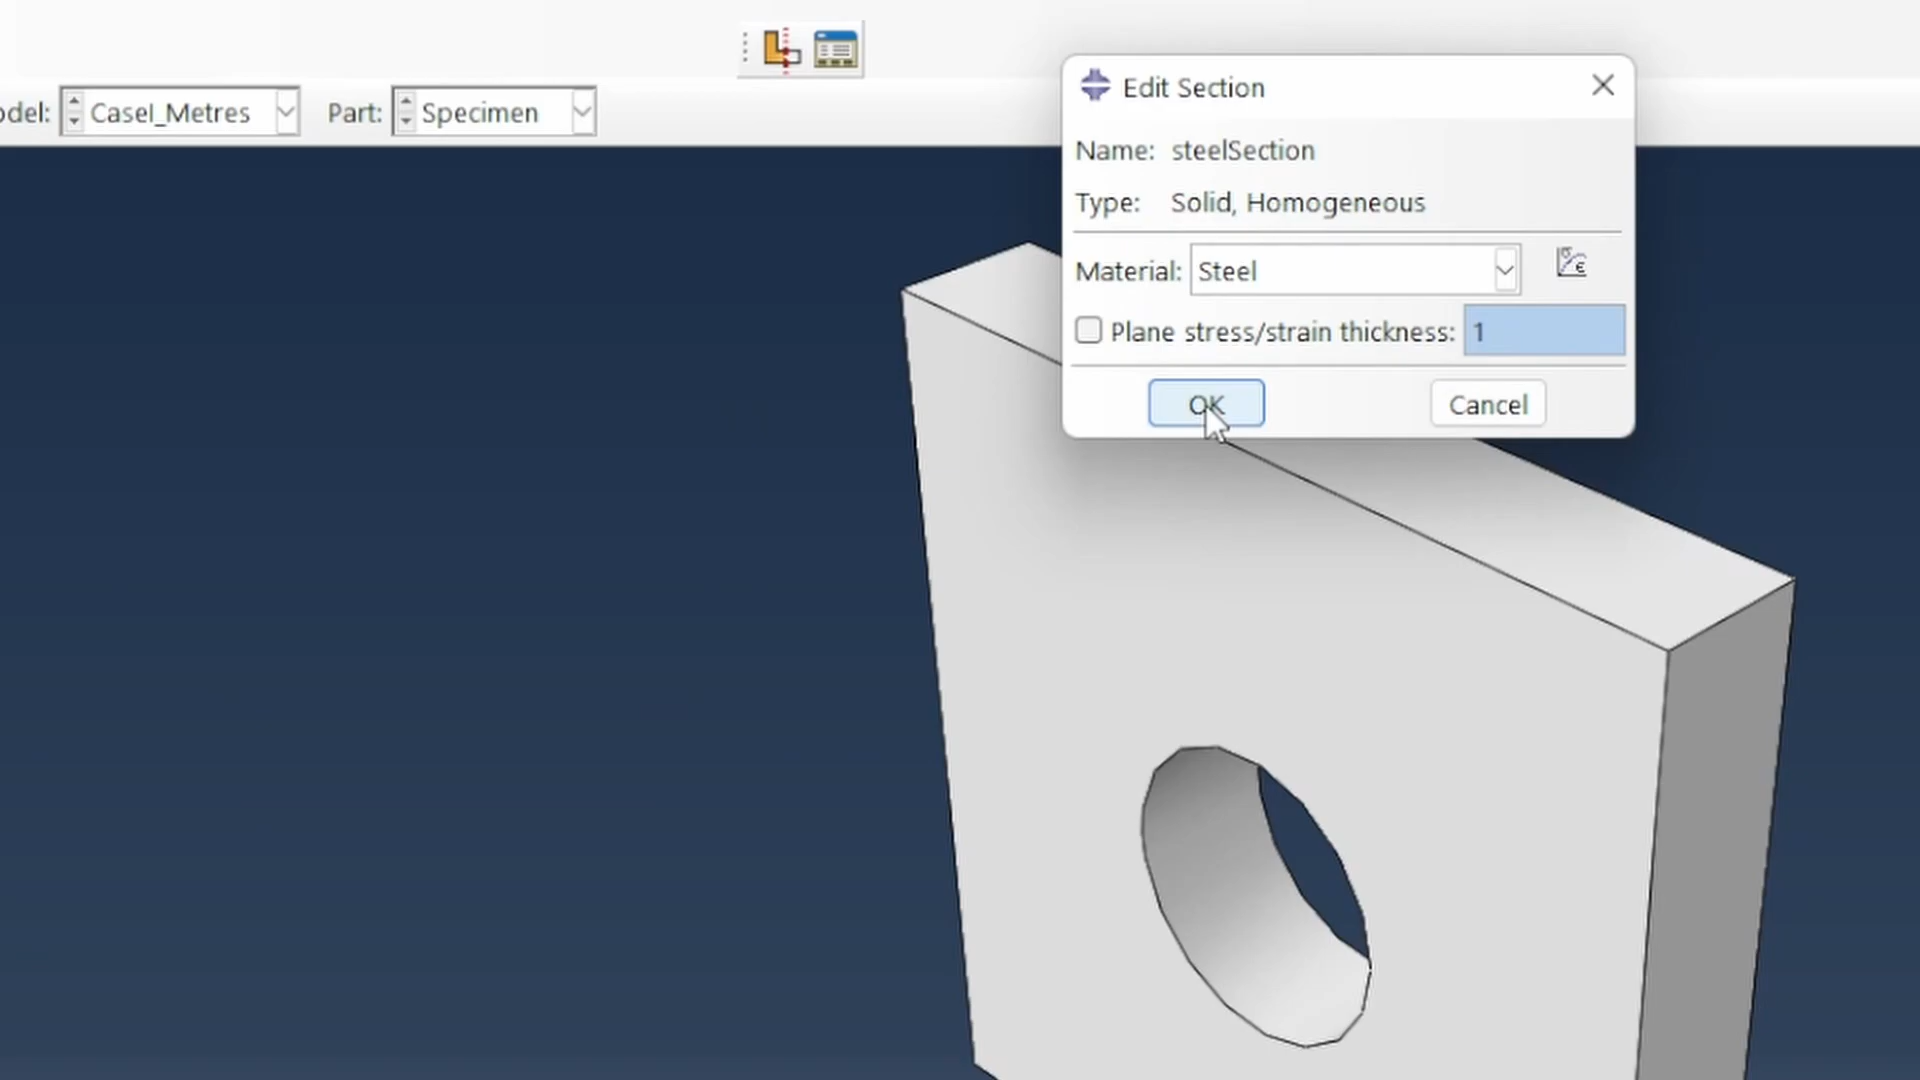 odel: CaseI_Metres Part: Specimen
Edit Section
Name: steelSection
Type: Solid, Homogeneous
Material: Steel
Plane stress/strain thickness: 1
OK Cancel